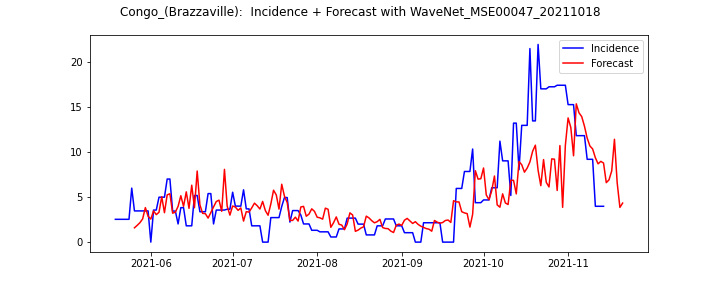 Congo_(Brazzaville):  Incidence + Forecast with WaveNet_MSE00047_20211018
Incidence
Forecast
20
15
10
5
0
2021-06 2021-07 2021-08 2021-09 2021-10 2021-11